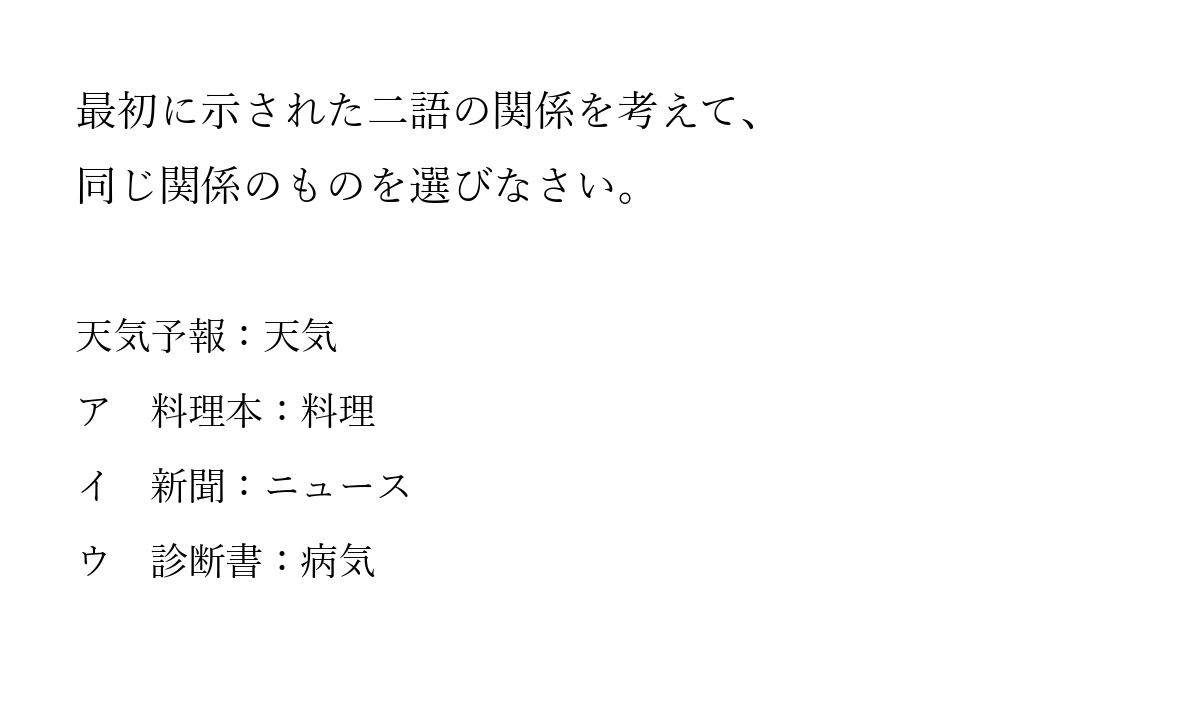 最初に示された二語の関係を考えて、
同じ関係のものを選びなさい。
天気予報：天気
ア　料理本：料理
イ　新聞：ニュース
ウ　診断書：病気